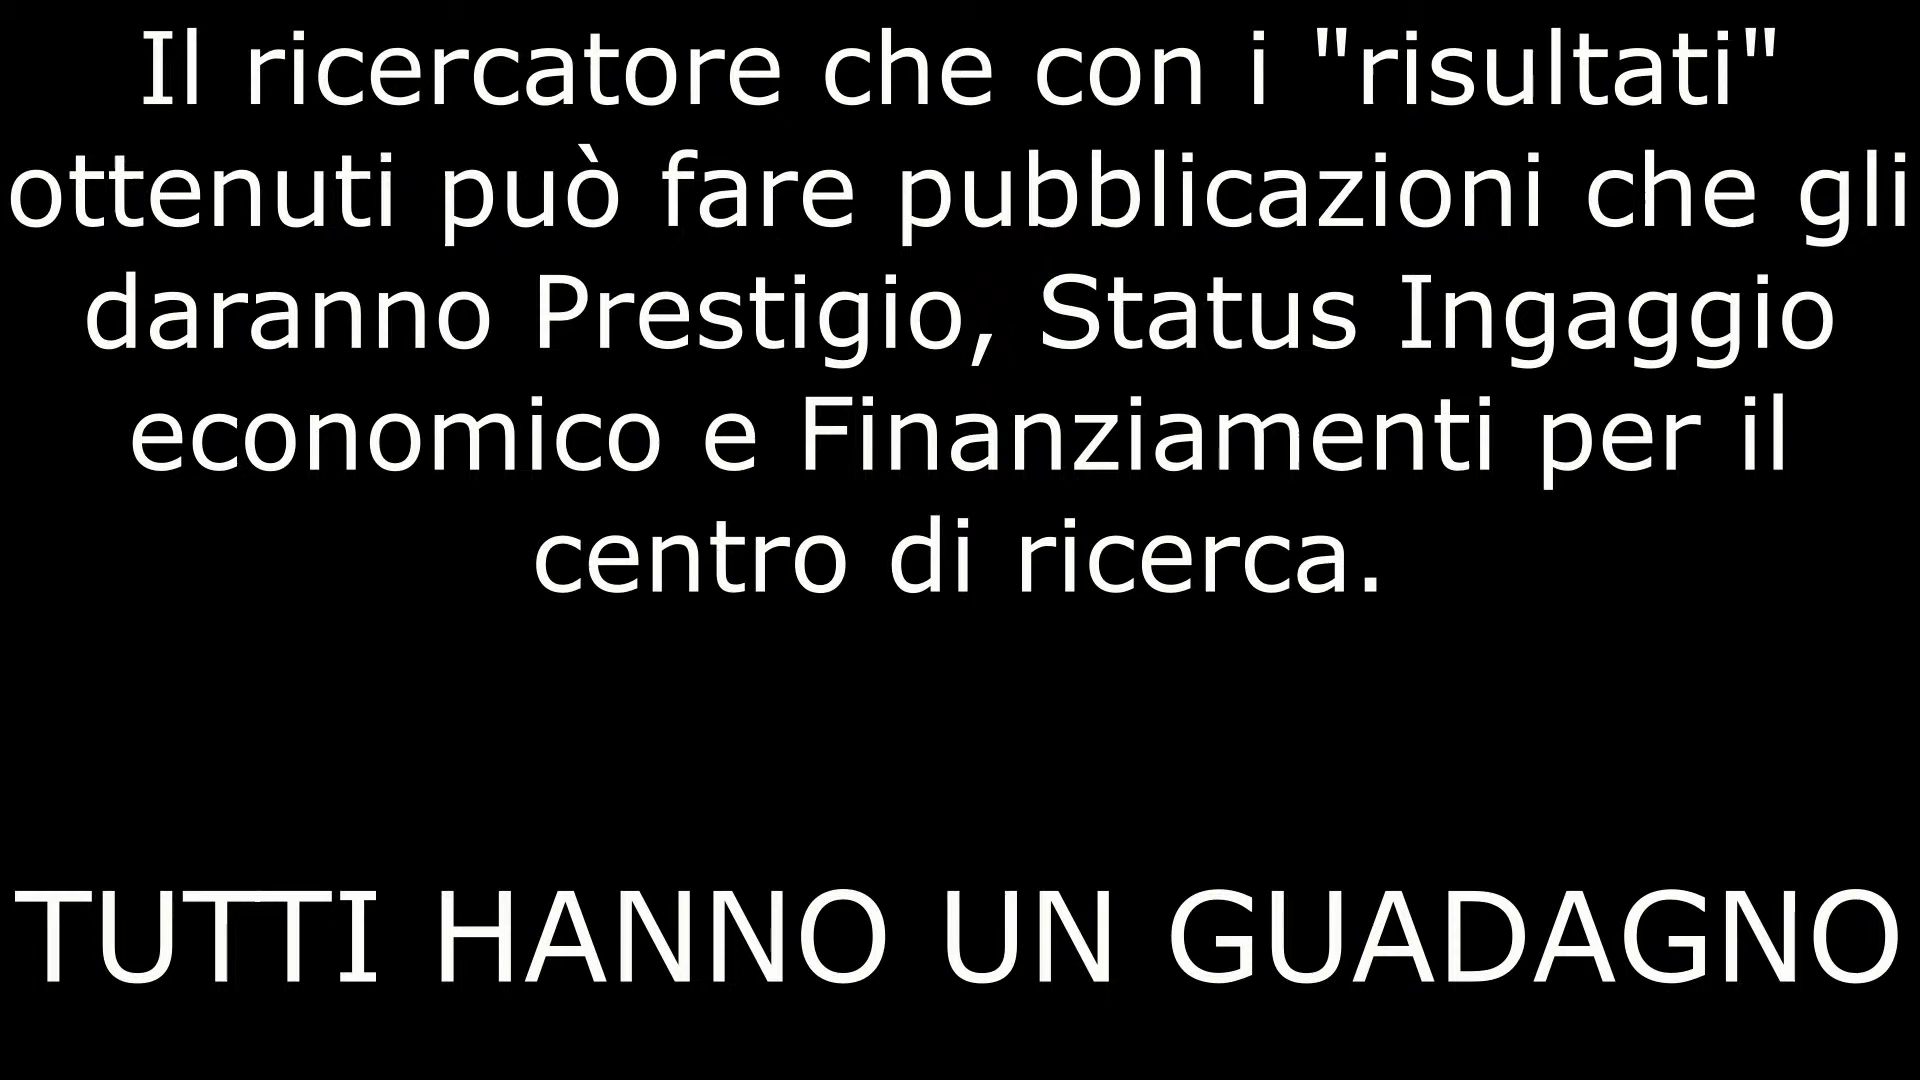 Il ricercatore che con i "risultati"
ottenuti può fare pubblicazioni che gli
daranno Prestigio, Status Ingaggio
economico e Finanziamenti per il
centro di ricerca.
TUTTI HANNO UN GUADAGNO